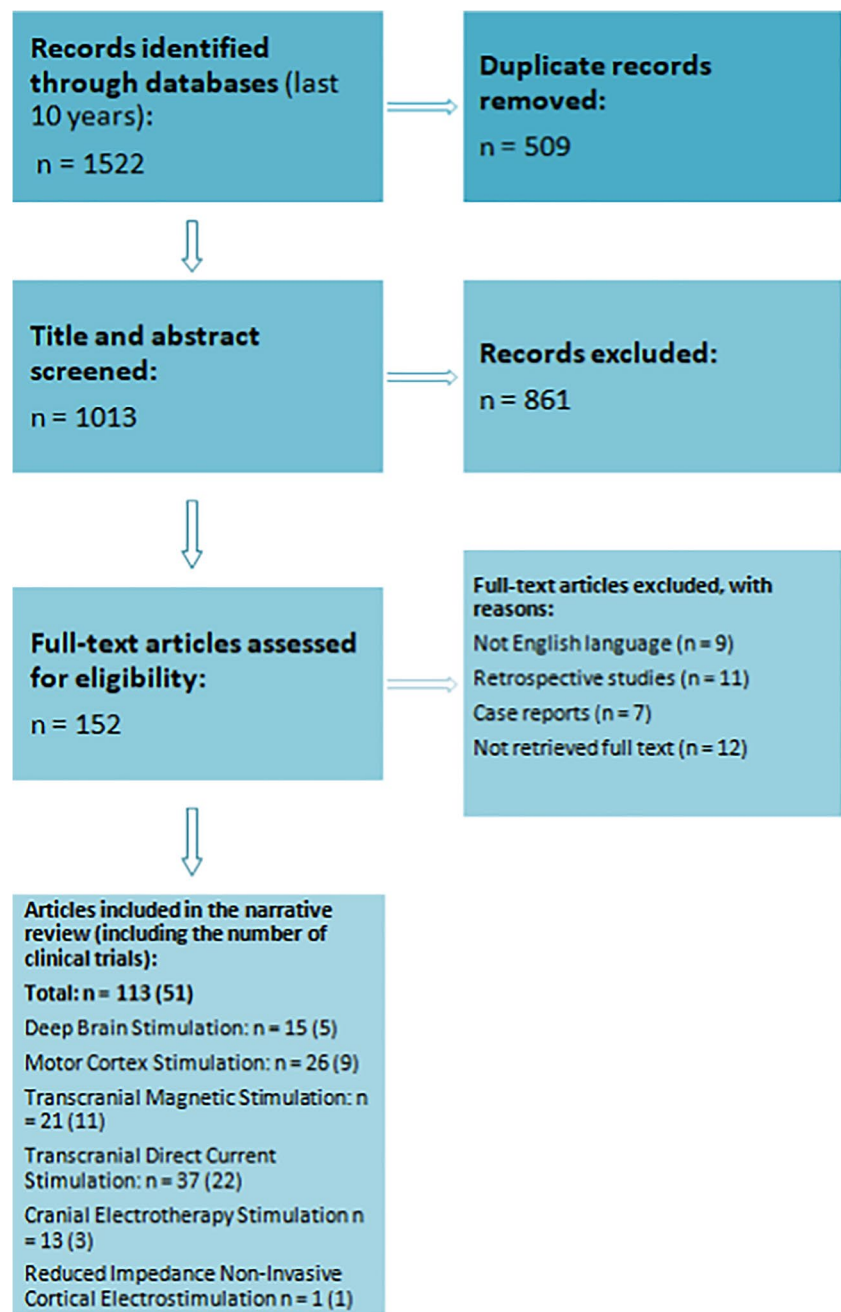 Records identified
through databases (last
10 years):
n = 1522
Duplicate records
removed:
n = 509
Title and abstract
screened:
n = 1013
Records excluded:
n = 861
Full-text articles assessed
for eligibility:
n = 152
Full-text articles excluded, with
reasons:
Not English language (n = 9)
Retrospective studies (n = 11)
Case reports (n = 7)
Not retrieved full text (n = 12)
Articles included in the narrative
review (including the number of
clinical trials):
Total: n = 113 (51)
Deep Brain Stimulation: n = 15 (5)
Motor Cortex Stimulation: n = 26 (9)
Transcranial Magnetic Stimulation: n
= 21 (11)
Transcranial Direct Current
Stimulation: n = 37 (22)
Cranial Electrotherapy Stimulation n
= 13 (3)
Reduced Impedance Non-Invasive
Cortical Electrostimulation n = 1 (1)